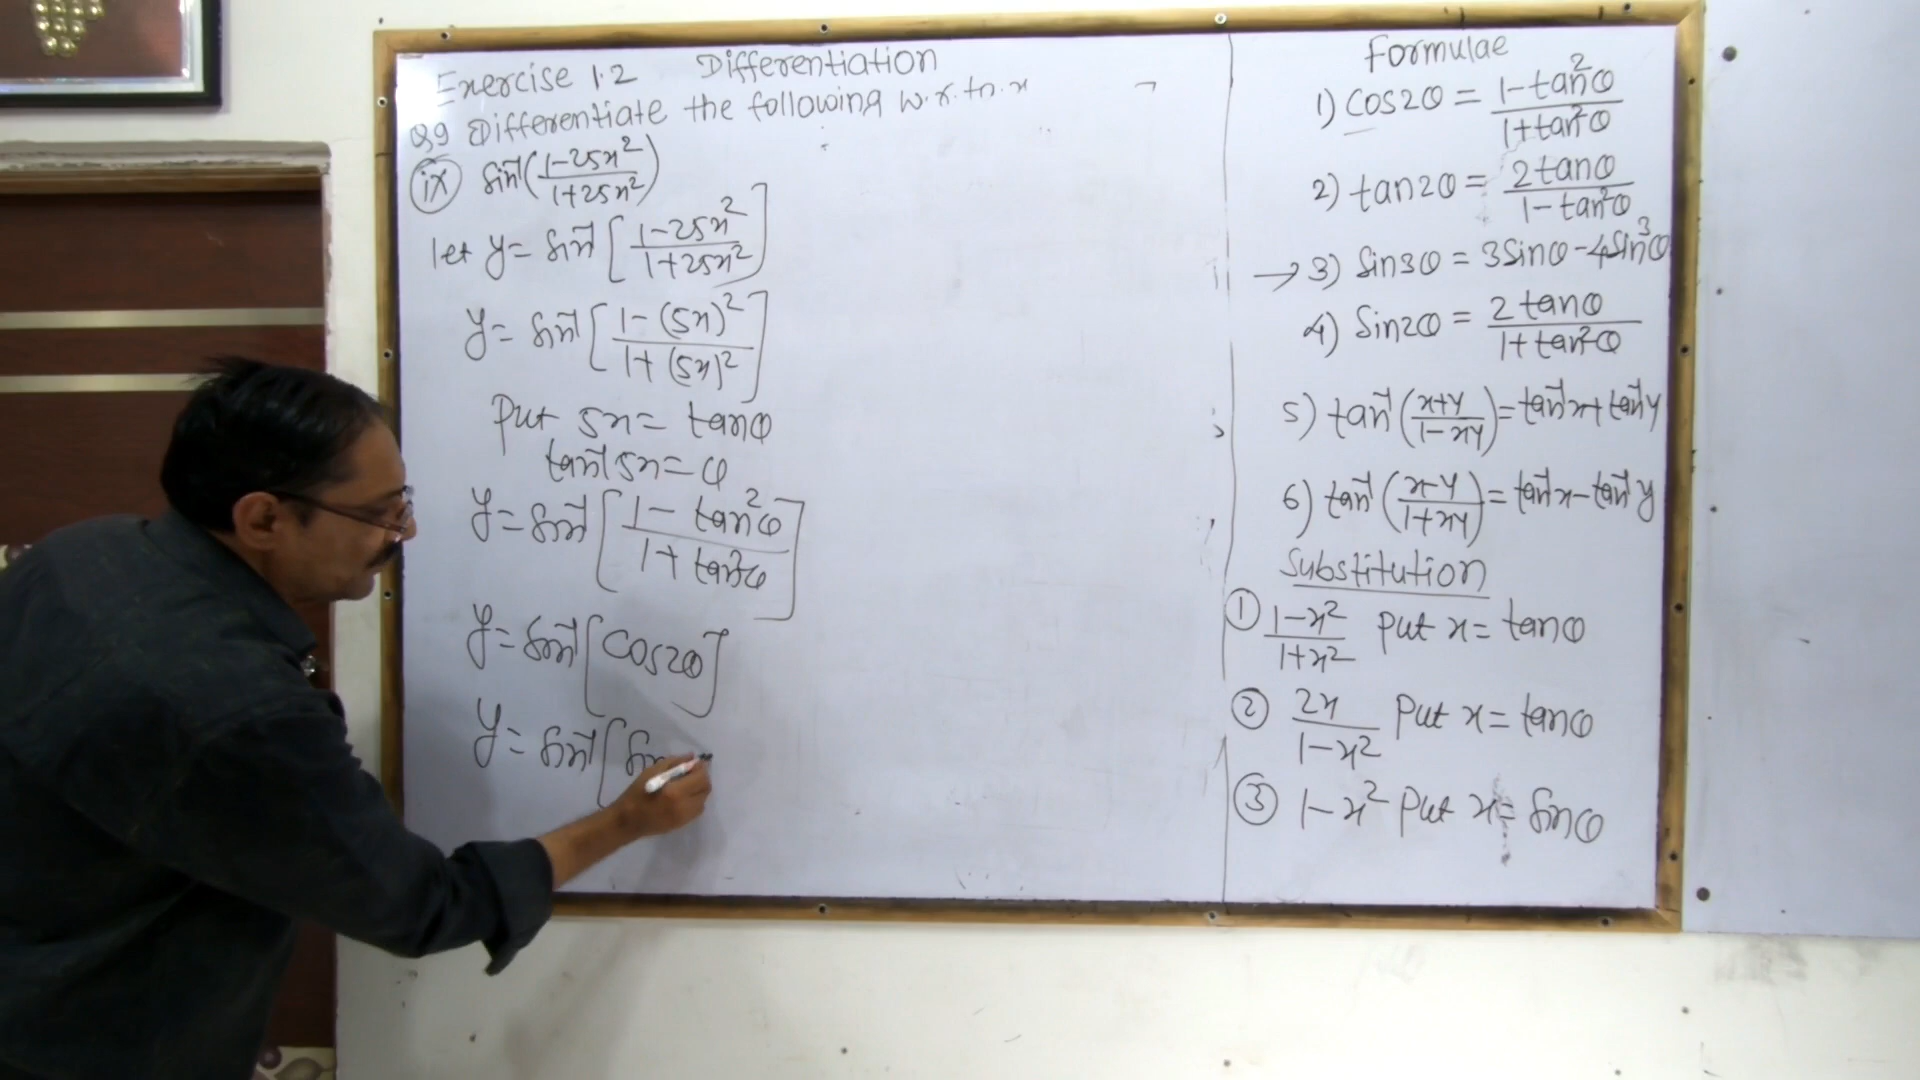 Exercise 1.2 Differentiation
Q9 Differentiate the following w.r.to.x
(ix) sin⁻¹((1-25x²)/(1+25x²))
let y = sin⁻¹[(1-25x²)/(1+25x²)]
y = sin⁻¹[(1-(5x)²)/(1+(5x)²)]
Put 5x = tanθ
tan⁻¹5x = θ
y = sin⁻¹[(1-tan²θ)/(1+tan²θ)]
y = sin⁻¹[cos2θ]
y = sin⁻¹[sin
Formulae
1) cos2θ = (1-tan²θ)/(1+tan²θ)
2) tan2θ = (2tanθ)/(1-tan²θ)
→ 3) sin3θ = 3sinθ-4sin³θ
4) sin2θ = (2tanθ)/(1+tan²θ)
5) tan⁻¹((x+y)/(1-xy)) = tan⁻¹x+tan⁻¹y
6) tan⁻¹((x-y)/(1+xy)) = tan⁻¹x-tan⁻¹y
Substitution
① (1-x²)/(1+x²) Put x = tanθ
② 2x/(1-x²) Put x = tanθ
③ 1-x² Put x = sinθ